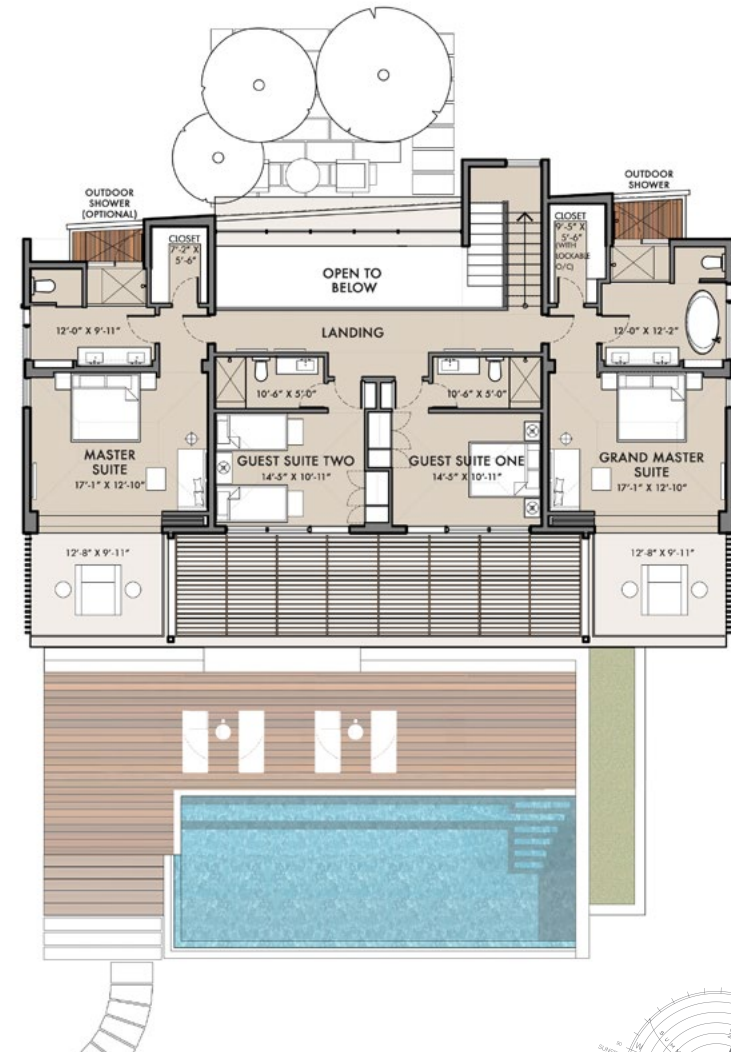 OUTDOOR
SHOWER
(OPTIONAL)
OUTDOOR
SHOWER
CLOSET
7'-2" X
5'-6"
CLOSET
9'-5" X
5'-6"
(WITH
LOCKABLE
O/C)
OPEN TO
BELOW
12'-0" X 9'-11"
LANDING
12'-0" X 12'-2"
10'-6" X 5'-0"
10'-6" X 5'-0"
MASTER
SUITE
17'-1" X 12'-10"
GUEST SUITE TWO
14'-5" X 10'-11"
GUEST SUITE ONE
14'-5" X 10'-11"
GRAND MASTER
SUITE
17'-1" X 12'-10"
12'-8" X 9'-11"
12'-8" X 9'-11"